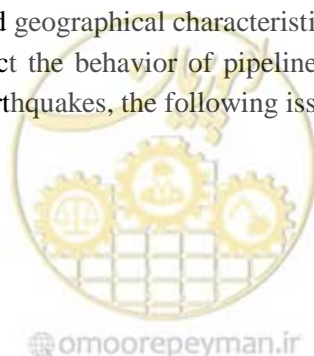 d geographical characteristi
ct the behavior of pipeline
rthquakes, the following iss
@omoorepeyman.ir